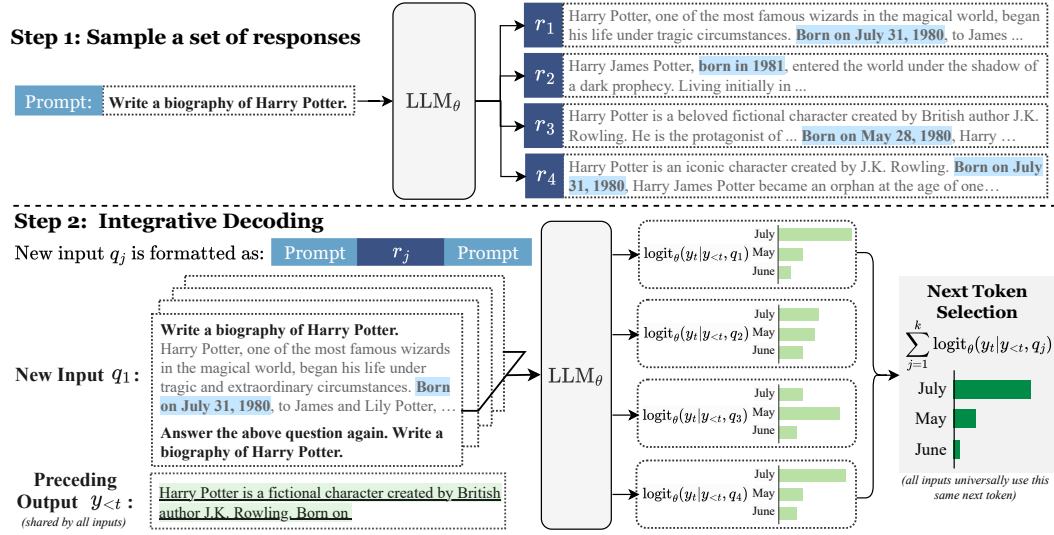 Step 1: Sample a set of responses
Prompt: Write a biography of Harry Potter.
LLMθ
r1
Harry Potter, one of the most famous wizards in the magical world, began
his life under tragic circumstances. Born on July 31, 1980, to James ...
r2
Harry James Potter, born in 1981, entered the world under the shadow of
a dark prophecy. Living initially in ...
r3
Harry Potter is a beloved fictional character created by British author J.K.
Rowling. He is the protagonist of ... Born on May 28, 1980, Harry …
r4
Harry Potter is an iconic character created by J.K. Rowling. Born on July
31, 1980, Harry James Potter became an orphan at the age of one…
Step 2: Integrative Decoding
New input qj is formatted as: Prompt rj Prompt
New Input q1:
Write a biography of Harry Potter.
Harry Potter, one of the most famous wizards
in the magical world, began his life under
tragic and extraordinary circumstances. Born
on July 31, 1980, to James and Lily Potter, …
Answer the above question again. Write a
biography of Harry Potter.
Preceding
Output y<t :
(shared by all inputs)
Harry Potter is a fictional character created by British
author J.K. Rowling, Born on
LLMθ
logitθ(yt|y<t, q1)
July
May
June
logitθ(yt|y<t, q2)
July
May
June
logitθ(yt|y<t, q3)
July
May
June
logitθ(yt|y<t, q4)
July
May
June
Next Token
Selection
∑j=1k logitθ(yt|y<t, qj)
July
May
June
(all inputs universally use this
same next token)